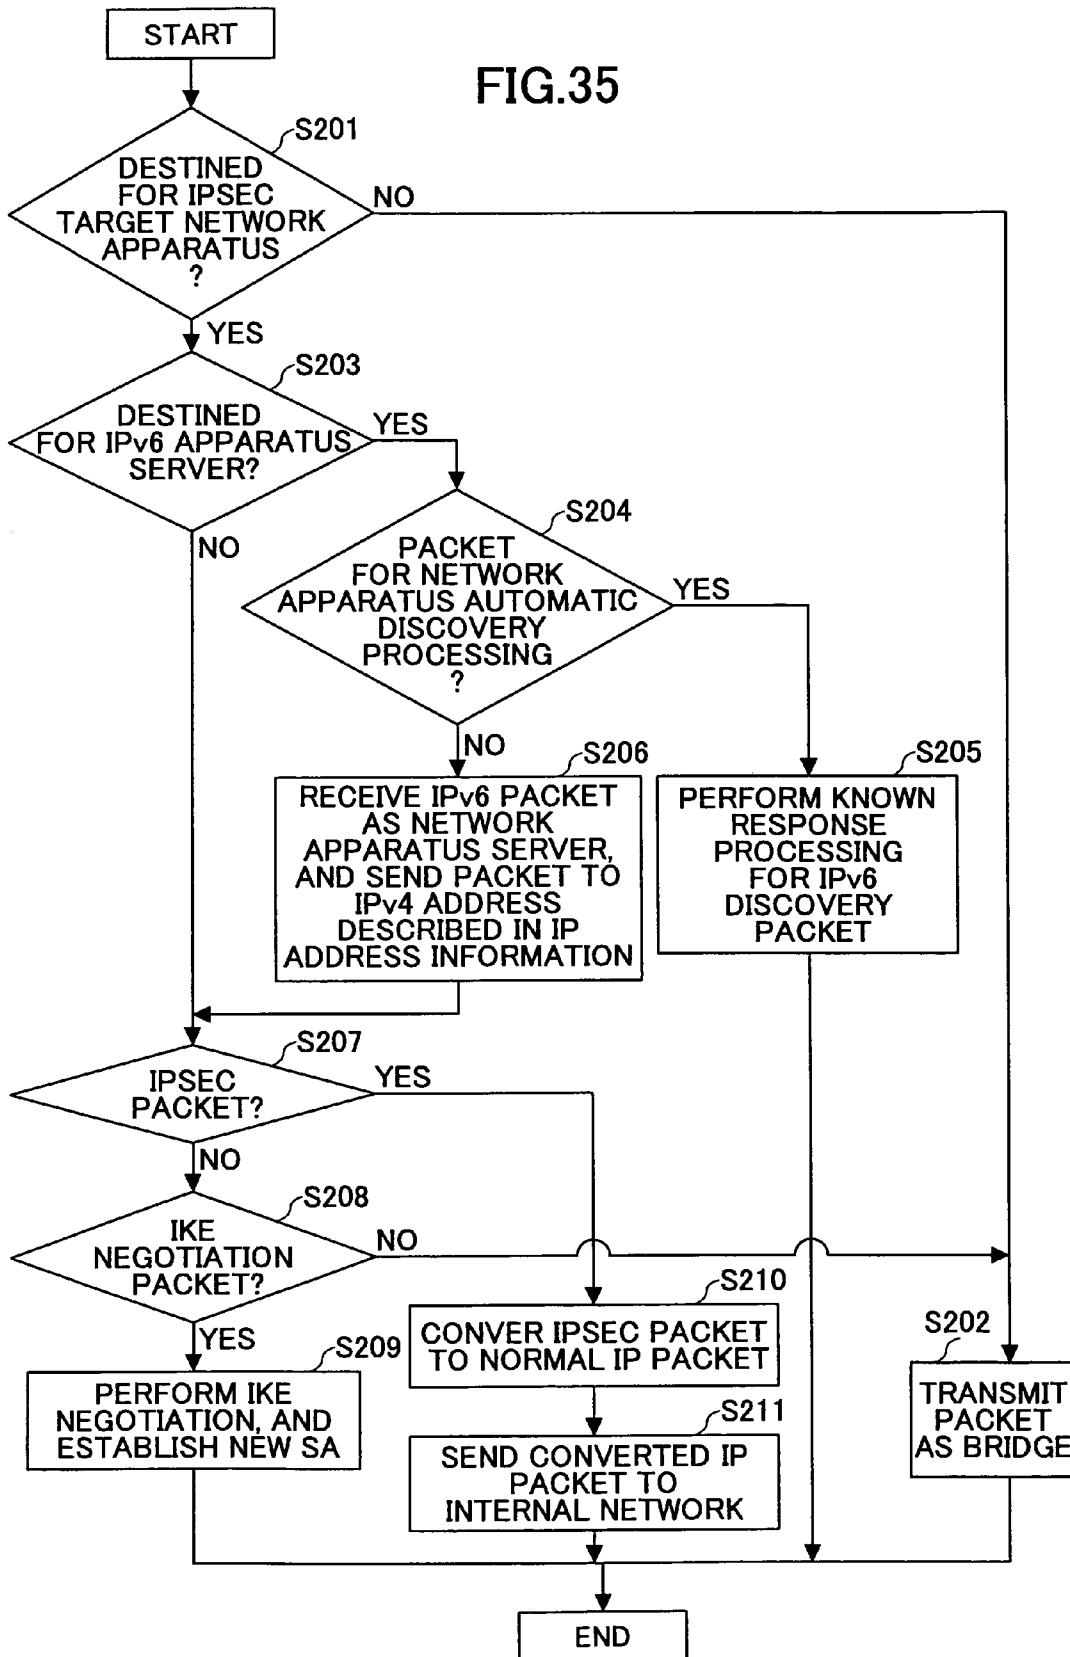 START
FIG.35
S201
DESTINED
FOR IPSEC
TARGET NETWORK
APPARATUS
?
NO
YES
S203
DESTINED
FOR IPv6 APPARATUS
SERVER?
YES
NO
S204
PACKET
FOR NETWORK
APPARATUS AUTOMATIC
DISCOVERY
PROCESSING
?
YES
NO
S206
RECEIVE IPv6 PACKET
AS NETWORK
APPARATUS SERVER,
AND SEND PACKET TO
IPv4 ADDRESS
DESCRIBED IN IP
ADDRESS INFORMATION
S205
PERFORM KNOWN
RESPONSE
PROCESSING
FOR IPv6
DISCOVERY
PACKET
S207
IPSEC
PACKET?
YES
NO
S208
IKE
NEGOTIATION
PACKET?
NO
YES
S209
PERFORM IKE
NEGOTIATION, AND
ESTABLISH NEW SA
S210
CONVER IPSEC PACKET
TO NORMAL IP PACKET
S211
SEND CONVERTED IP
PACKET TO
INTERNAL NETWORK
S202
TRANSMIT
PACKET
AS BRIDGE
END